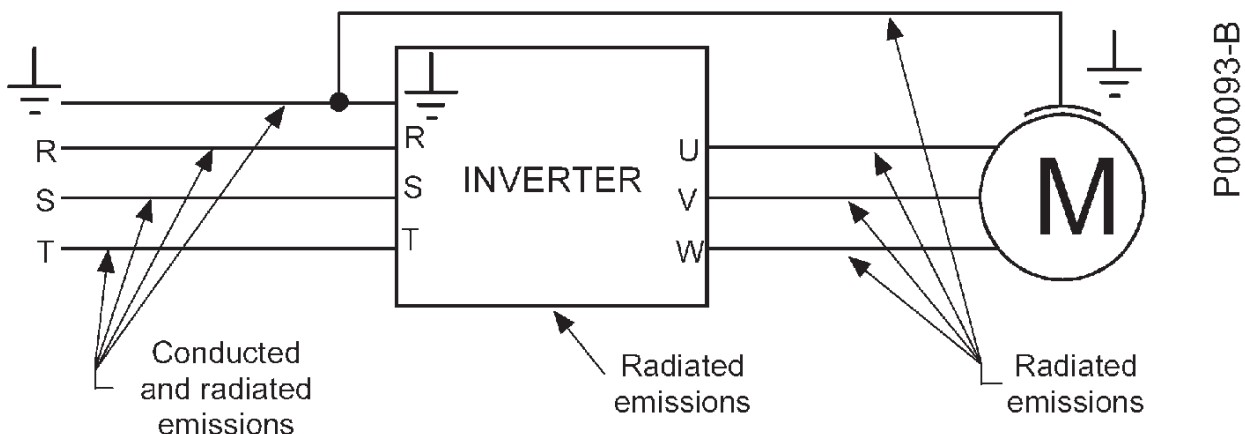 P000093-B
R
S
T
R
S
T
INVERTER
U
V
W
M
Conducted
and radiated
emissions
Radiated
emissions
Radiated
emissions